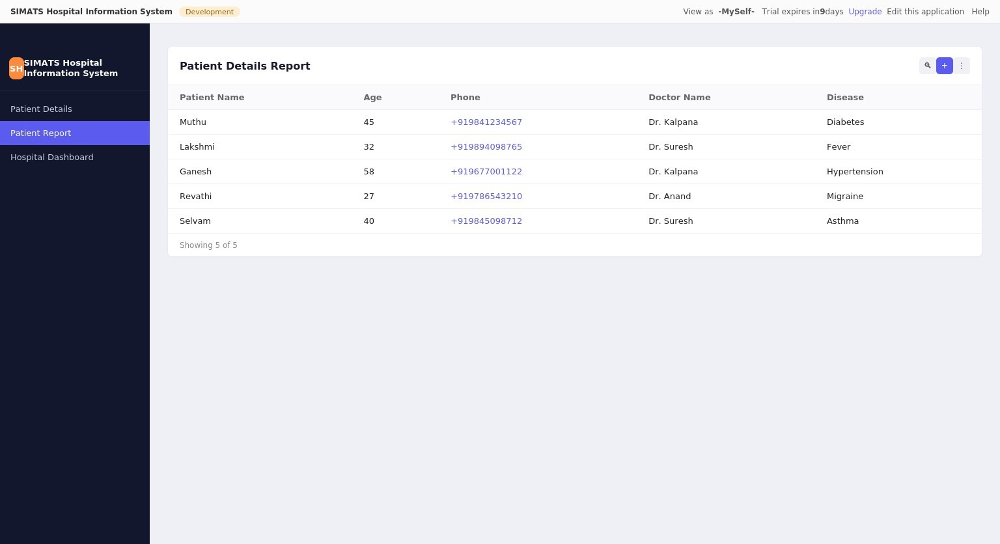 SIMATS Hospital Information System Development View as -MySelf- Trial expires in9days Upgrade Edit this application Help
SH SIMATS Hospital
Information System
Patient Details
Patient Report
Hospital Dashboard
Patient Details Report + ⋮
Patient Name Age Phone Doctor Name Disease
Muthu 45 +919841234567 Dr. Kalpana Diabetes
Lakshmi 32 +919894098765 Dr. Suresh Fever
Ganesh 58 +919677001122 Dr. Kalpana Hypertension
Revathi 27 +919786543210 Dr. Anand Migraine
Selvam 40 +919845098712 Dr. Suresh Asthma
Showing 5 of 5